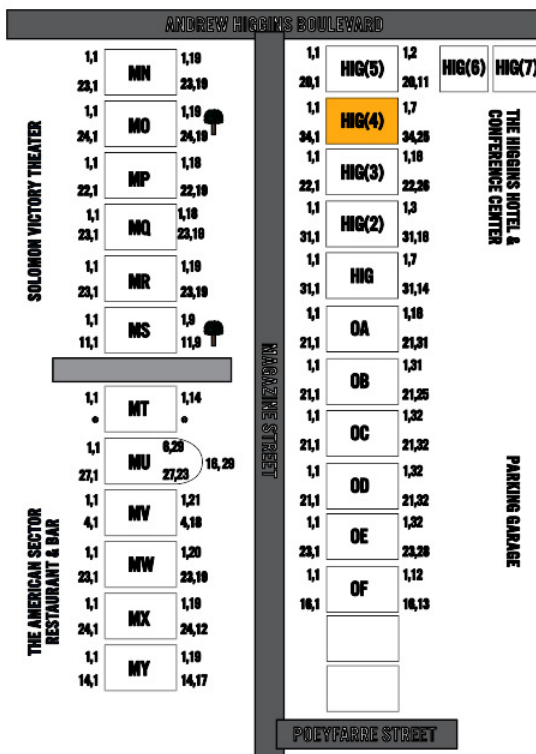 ANDREW HIGGINS BOULEVARD
SOLOMON VICTORY THEATER
1,1 MN 1,19
23,1 23,19
1,1 MO 1,19
24,1 24,19
1,1 MP 1,18
22,1 22,19
1,1 MQ 1,18
23,1 23,19
1,1 MR 1,19
23,1 23,19
1,1 MS 1,9
11,1 11,9
1,1 MT 1,14
THE AMERICAN SECTOR
RESTAURANT & BAR
1,1 MU 6,29
27,1 27,23 16,29
1,1 MV 1,21
4,1 4,18
1,1 MW 1,20
23,1 23,19
1,1 MX 1,19
24,1 24,12
1,1 MY 1,19
14,1 14,17
MAGAZINE STREET
1,1 HIG(5) 1,2
20,1 20,11
HIG(6) HIG(7)
1,1 HIG(4) 1,7
34,1 34,25
1,1 HIG(3) 1,18
22,1 22,26
1,1 HIG(2) 1,3
31,1 31,18
1,1 HIG 1,7
31,1 31,14
1,1 OA 1,18
21,1 21,31
1,1 OB 1,31
21,1 21,25
1,1 OC 1,32
21,1 21,32
1,1 OD 1,32
21,1 21,32
1,1 OE 1,32
23,1 23,28
1,1 OF 1,12
16,1 16,13
THE HIGGINS HOTEL &
CONFERENCE CENTER
PARKING GARAGE
POEYFARRE STREET